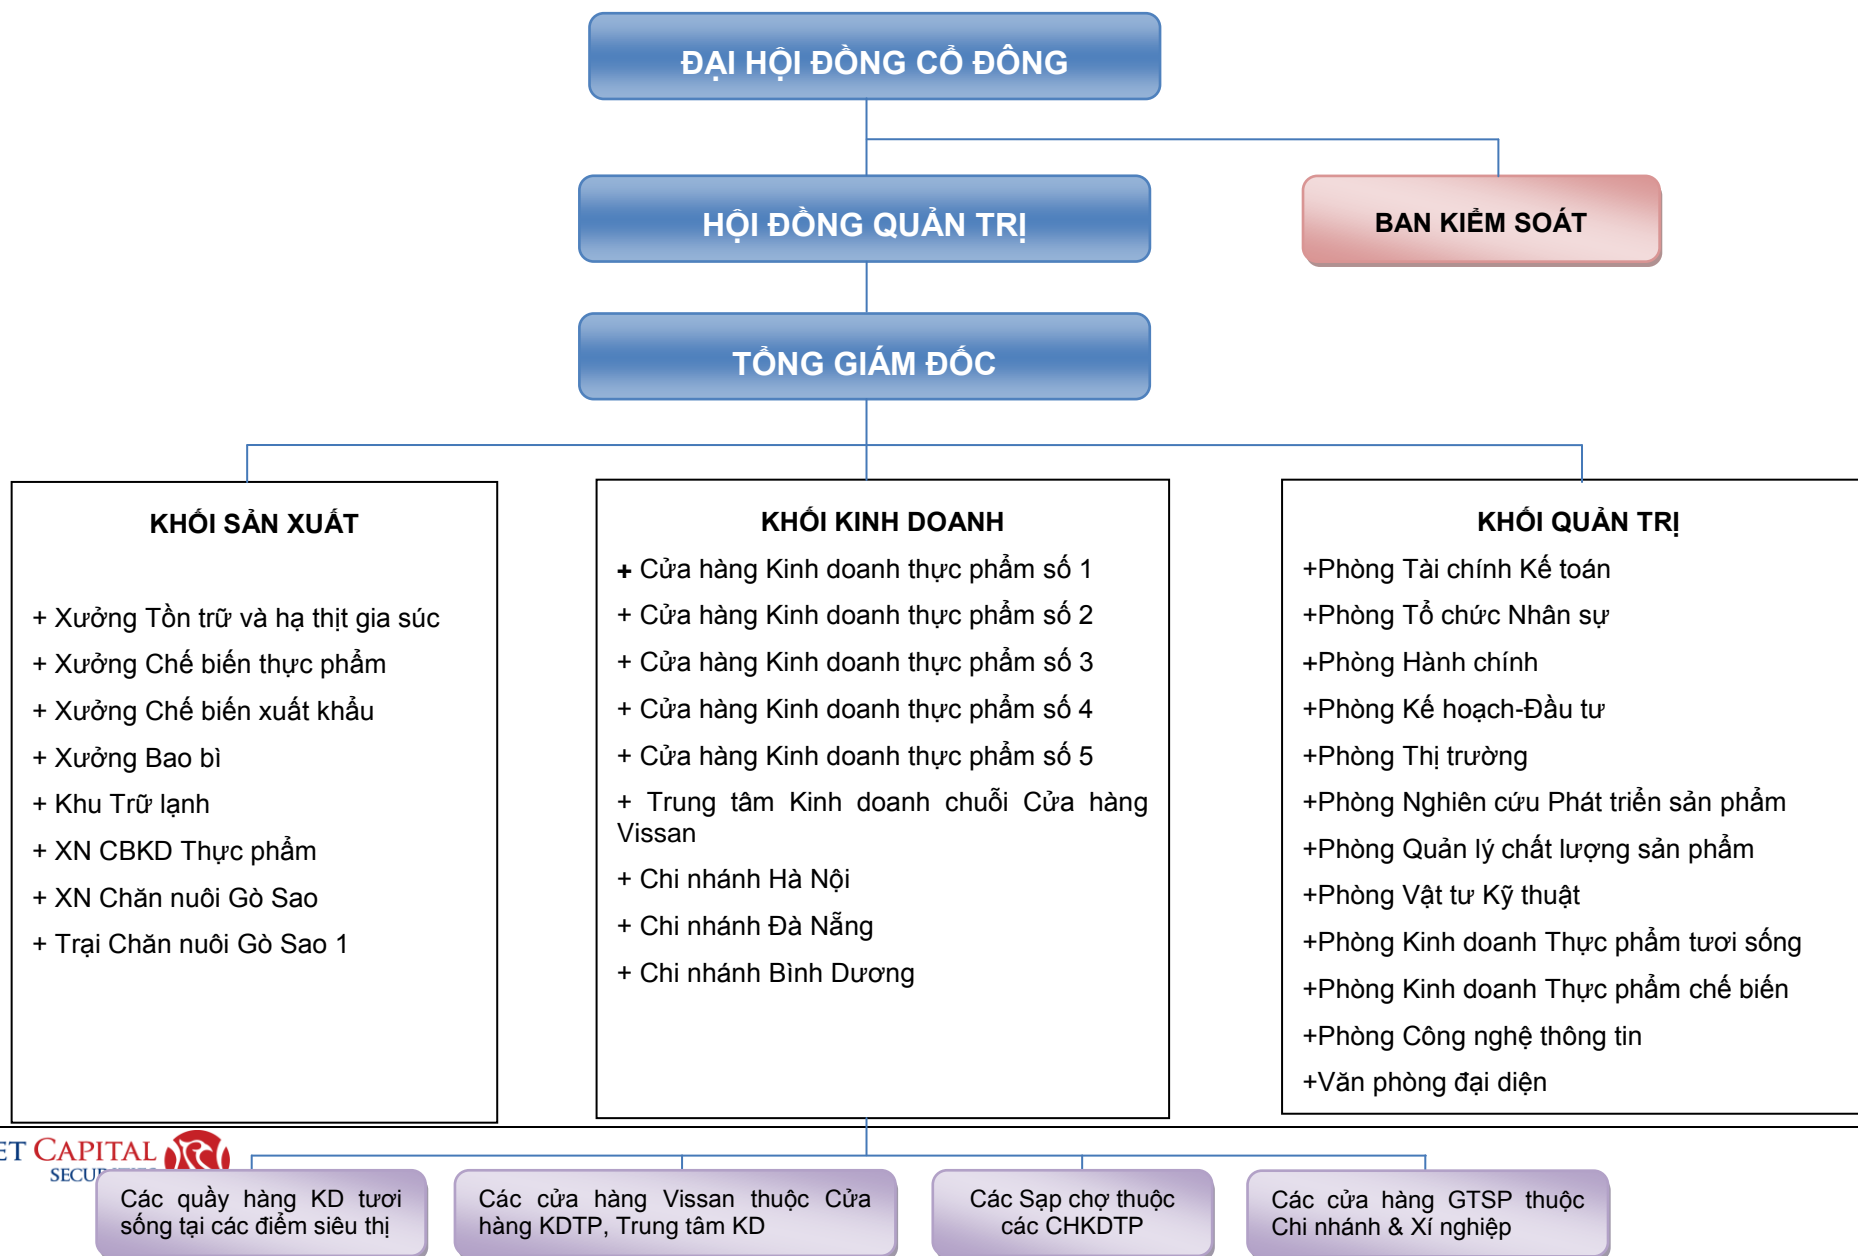 ĐẠI HỘI ĐỒNG CỔ ĐÔNG
HỘI ĐỒNG QUẢN TRỊ
BAN KIỂM SOÁT
TỔNG GIÁM ĐỐC
KHỐI SẢN XUẤT
+ Xưởng Tồn trữ và hạ thịt gia súc
+ Xưởng Chế biến thực phẩm
+ Xưởng Chế biến xuất khẩu
+ Xưởng Bao bì
+ Khu Trữ lạnh
+ XN CBKD Thực phẩm
+ XN Chăn nuôi Gò Sao
+ Trại Chăn nuôi Gò Sao 1
KHỐI KINH DOANH
+ Cửa hàng Kinh doanh thực phẩm số 1
+ Cửa hàng Kinh doanh thực phẩm số 2
+ Cửa hàng Kinh doanh thực phẩm số 3
+ Cửa hàng Kinh doanh thực phẩm số 4
+ Cửa hàng Kinh doanh thực phẩm số 5
+ Trung tâm Kinh doanh chuỗi Cửa hàng
Vissan
+ Chi nhánh Hà Nội
+ Chi nhánh Đà Nẵng
+ Chi nhánh Bình Dương
KHỐI QUẢN TRỊ
+Phòng Tài chính Kế toán
+Phòng Tổ chức Nhân sự
+Phòng Hành chính
+Phòng Kế hoạch-Đầu tư
+Phòng Thị trường
+Phòng Nghiên cứu Phát triển sản phẩm
+Phòng Quản lý chất lượng sản phẩm
+Phòng Vật tư Kỹ thuật
+Phòng Kinh doanh Thực phẩm tươi sống
+Phòng Kinh doanh Thực phẩm chế biến
+Phòng Công nghệ thông tin
+Văn phòng đại diện
ET CAPITAL
Các quầy hàng KD tươi
sống tại các điểm siêu thị
Các cửa hàng Vissan thuộc Cửa
hàng KDTP, Trung tâm KD
Các Sạp chợ thuộc
các CHKDTP
Các cửa hàng GTSP thuộc
Chi nhánh & Xí nghiệp